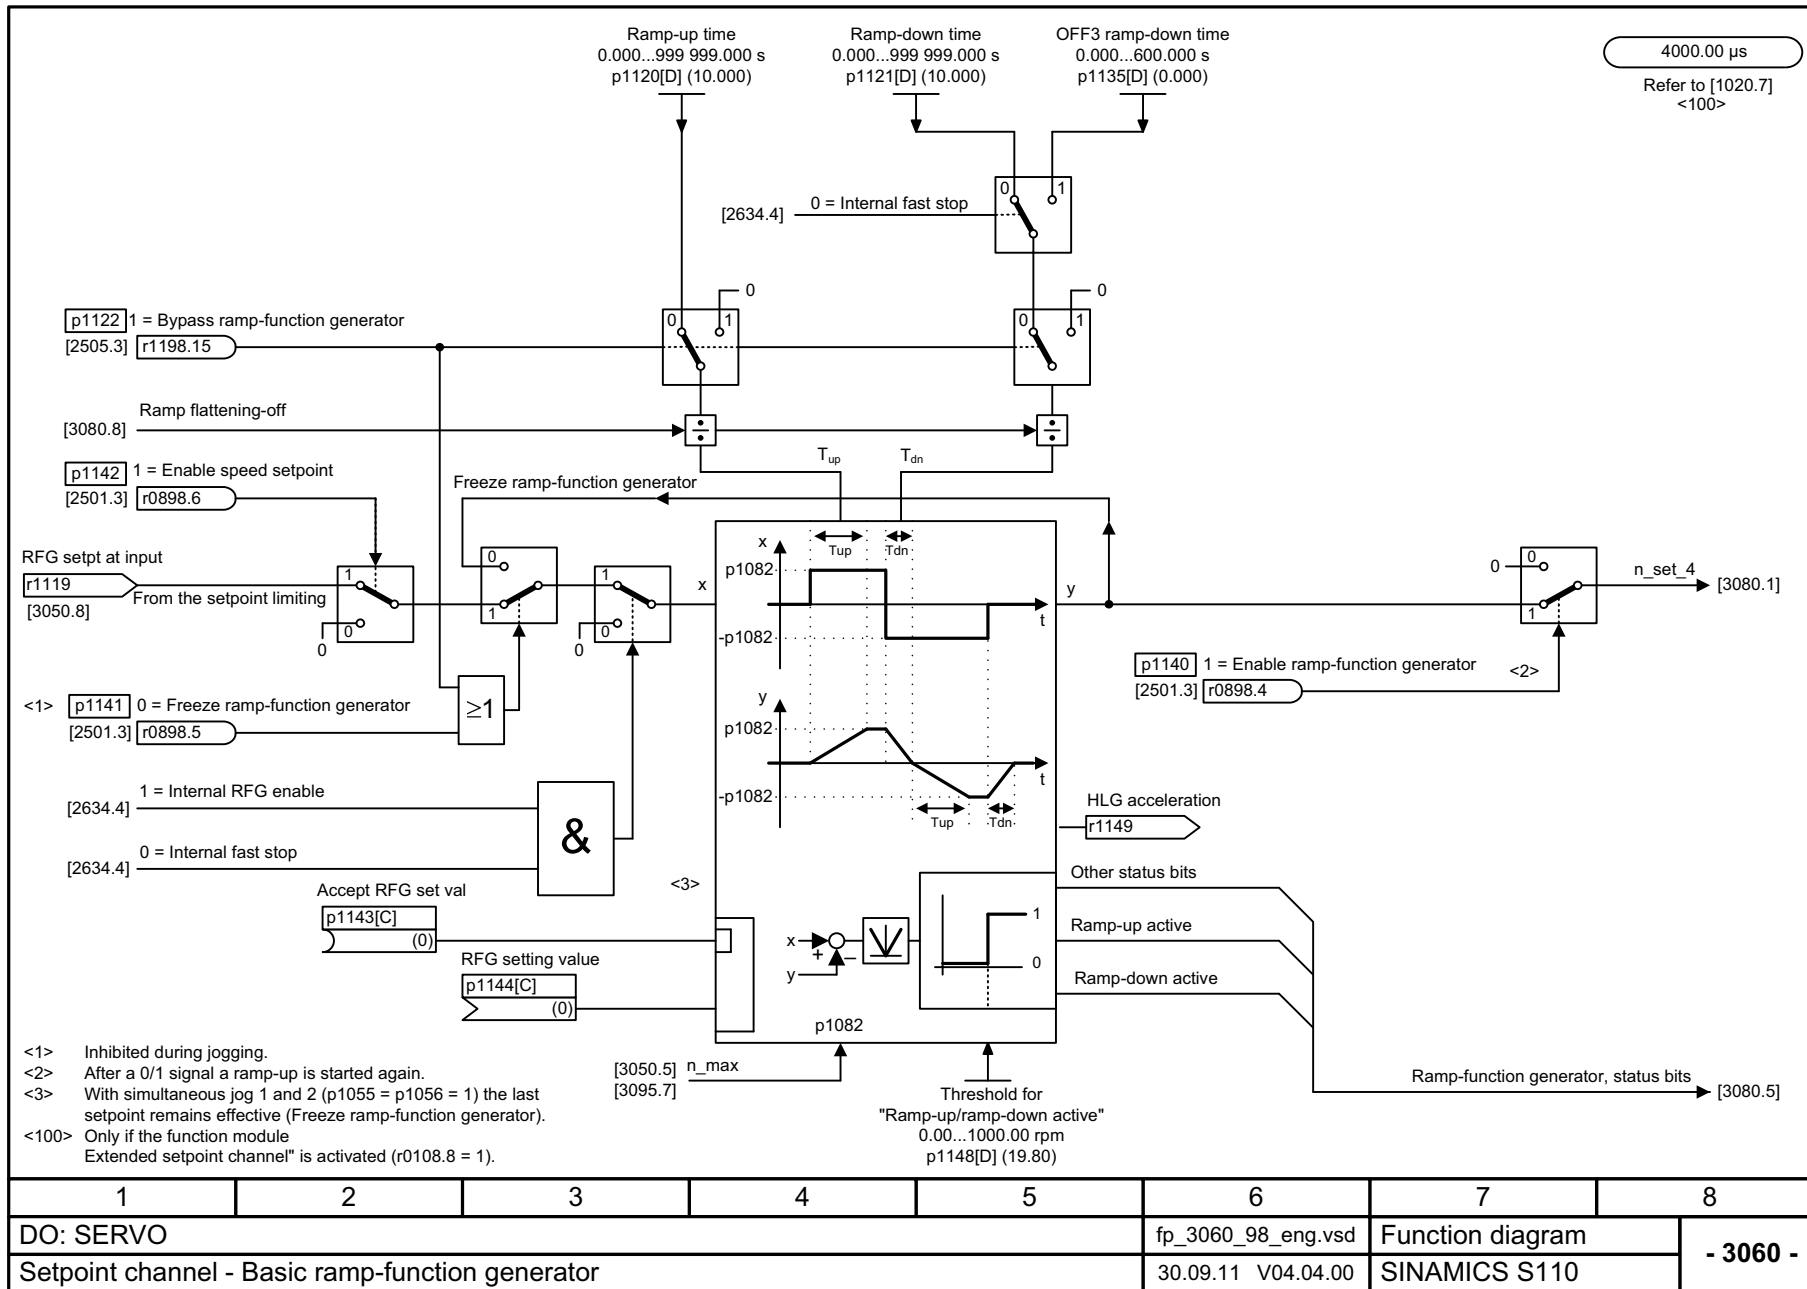 Ramp-up time
0.000...999 999.000 s
p1120[D] (10.000)
Ramp-down time
0.000...999 999.000 s
p1121[D] (10.000)
OFF3 ramp-down time
0.000...600.000 s
p1135[D] (0.000)
4000.00 µs
Refer to [1020.7]
<100>
0 1
[2634.4] 0 = Internal fast stop
0
0
p1122 1 = Bypass ramp-function generator
[2505.3] r1198.15
0 1
0 1
Ramp flattening-off
[3080.8]
÷
÷
p1142 1 = Enable speed setpoint
[2501.3] r0898.6
Tup
Tdn
Freeze ramp-function generator
RFG setpt at input
r1119
From the setpoint limiting
[3050.8]
1
0
0
0
1
1
0
0
x
x
Tup
Tdn
p1082
-p1082
t
y
0
0
1
n_set_4
[3080.1]
p1140 1 = Enable ramp-function generator <2>
[2501.3] r0898.4
<1> p1141 0 = Freeze ramp-function generator
[2501.3] r0898.5
≥1
y
p1082
-p1082
t
Tup
Tdn
1 = Internal RFG enable
[2634.4]
&
0 = Internal fast stop
[2634.4]
HLG acceleration
r1149
<3>
Accept RFG set val
p1143[C]
(0)
RFG setting value
p1144[C]
(0)
x
+
−
y
1
0
Other status bits
Ramp-up active
Ramp-down active
p1082
[3050.5] n_max
[3095.7]
Threshold for
"Ramp-up/ramp-down active"
0.00...1000.00 rpm
p1148[D] (19.80)
Ramp-function generator, status bits
[3080.5]
<1> Inhibited during jogging.
<2> After a 0/1 signal a ramp-up is started again.
<3> With simultaneous jog 1 and 2 (p1055 = p1056 = 1) the last
setpoint remains effective (Freeze ramp-function generator).
<100> Only if the function module
Extended setpoint channel" is activated (r0108.8 = 1).
1 2 3 4 5 6 7 8
DO: SERVO
fp_3060_98_eng.vsd
Function diagram
- 3060 -
Setpoint channel - Basic ramp-function generator
30.09.11 V04.04.00
SINAMICS S110